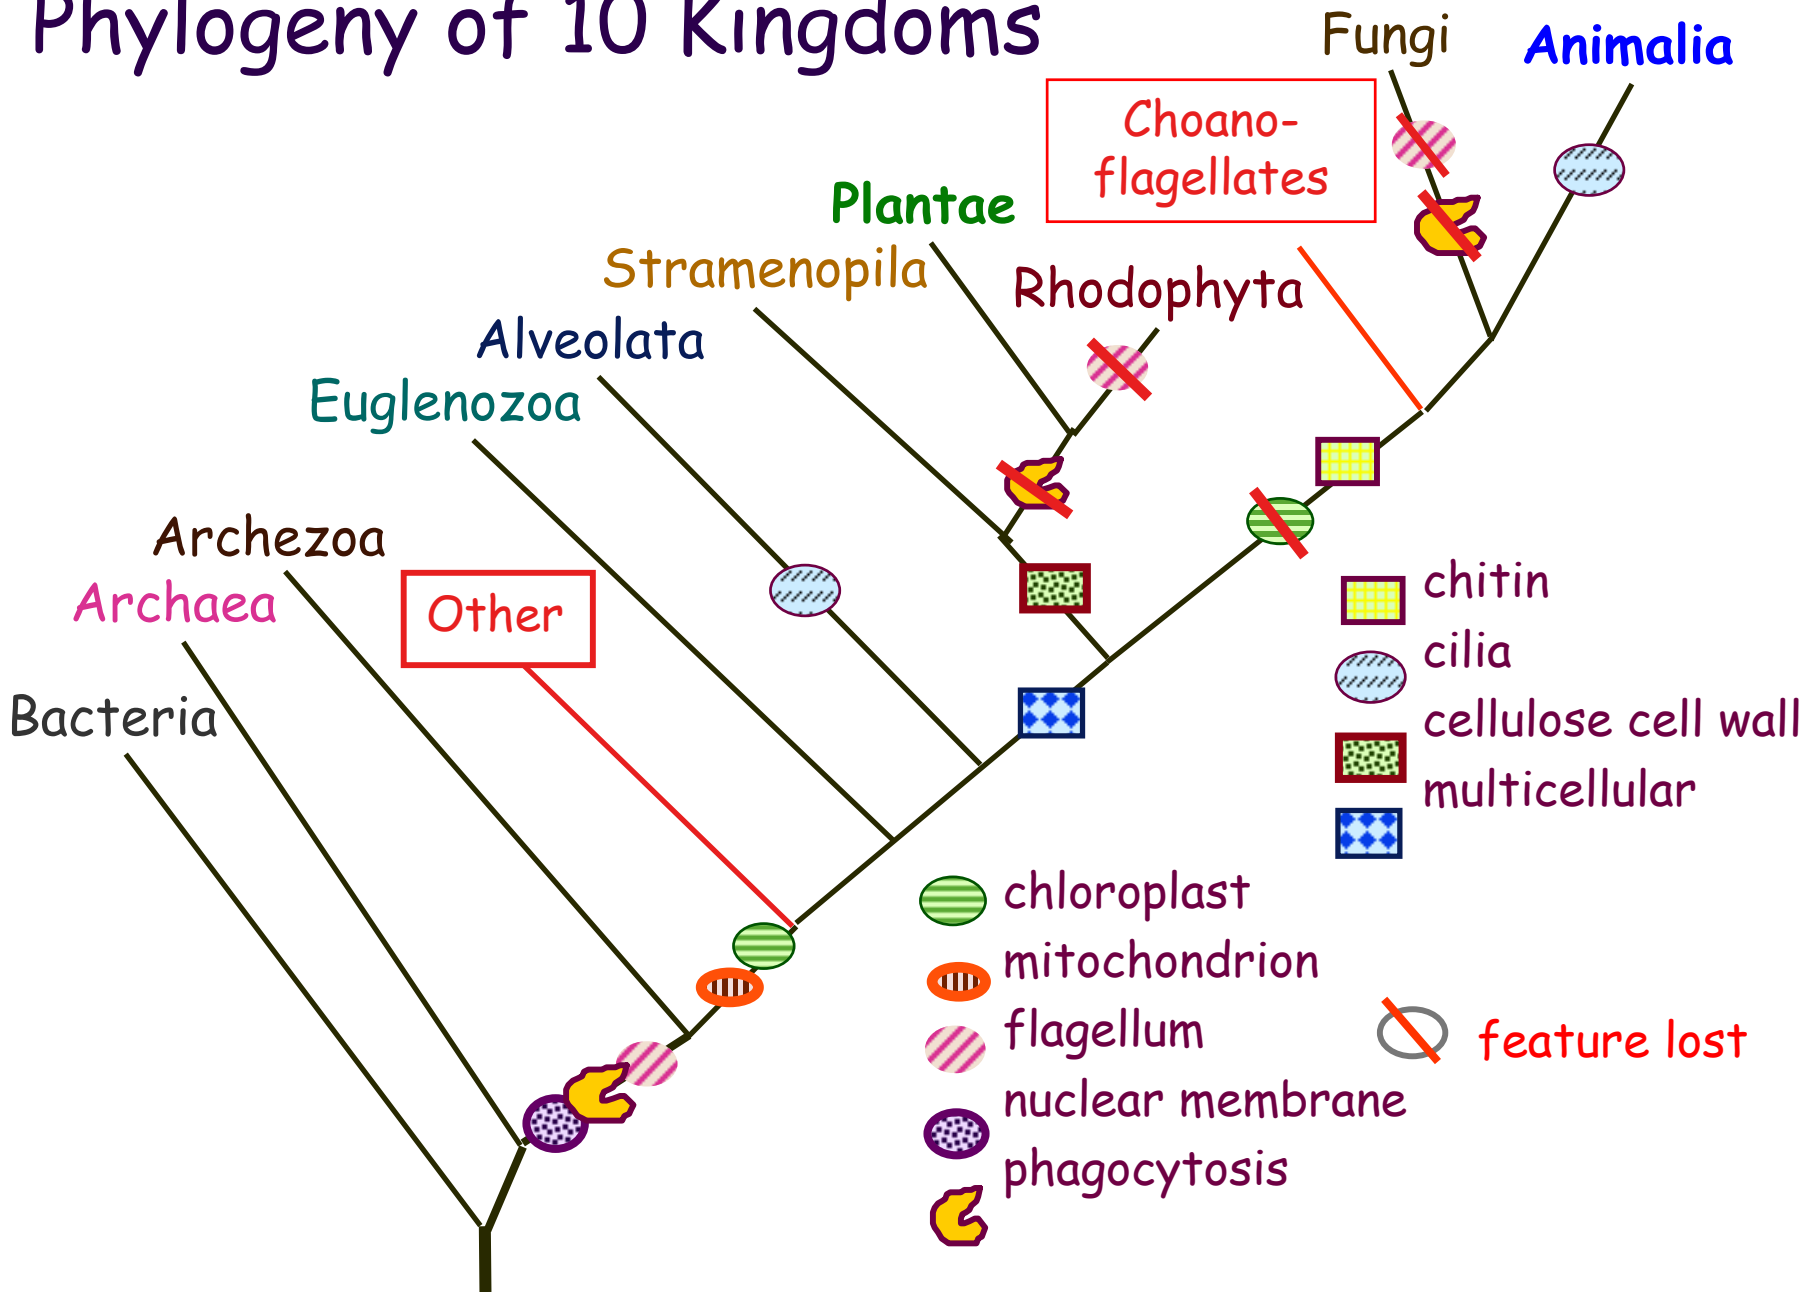 Phylogeny of 10 Kingdoms
Fungi
Animalia
Choano-
flagellates
Plantae
Stramenopila
Rhodophyta
Alveolata
Euglenozoa
Archezoa
Archaea
Other
Bacteria
chitin
cilia
cellulose cell wall
multicellular
chloroplast
mitochondrion
flagellum
nuclear membrane
phagocytosis
feature lost